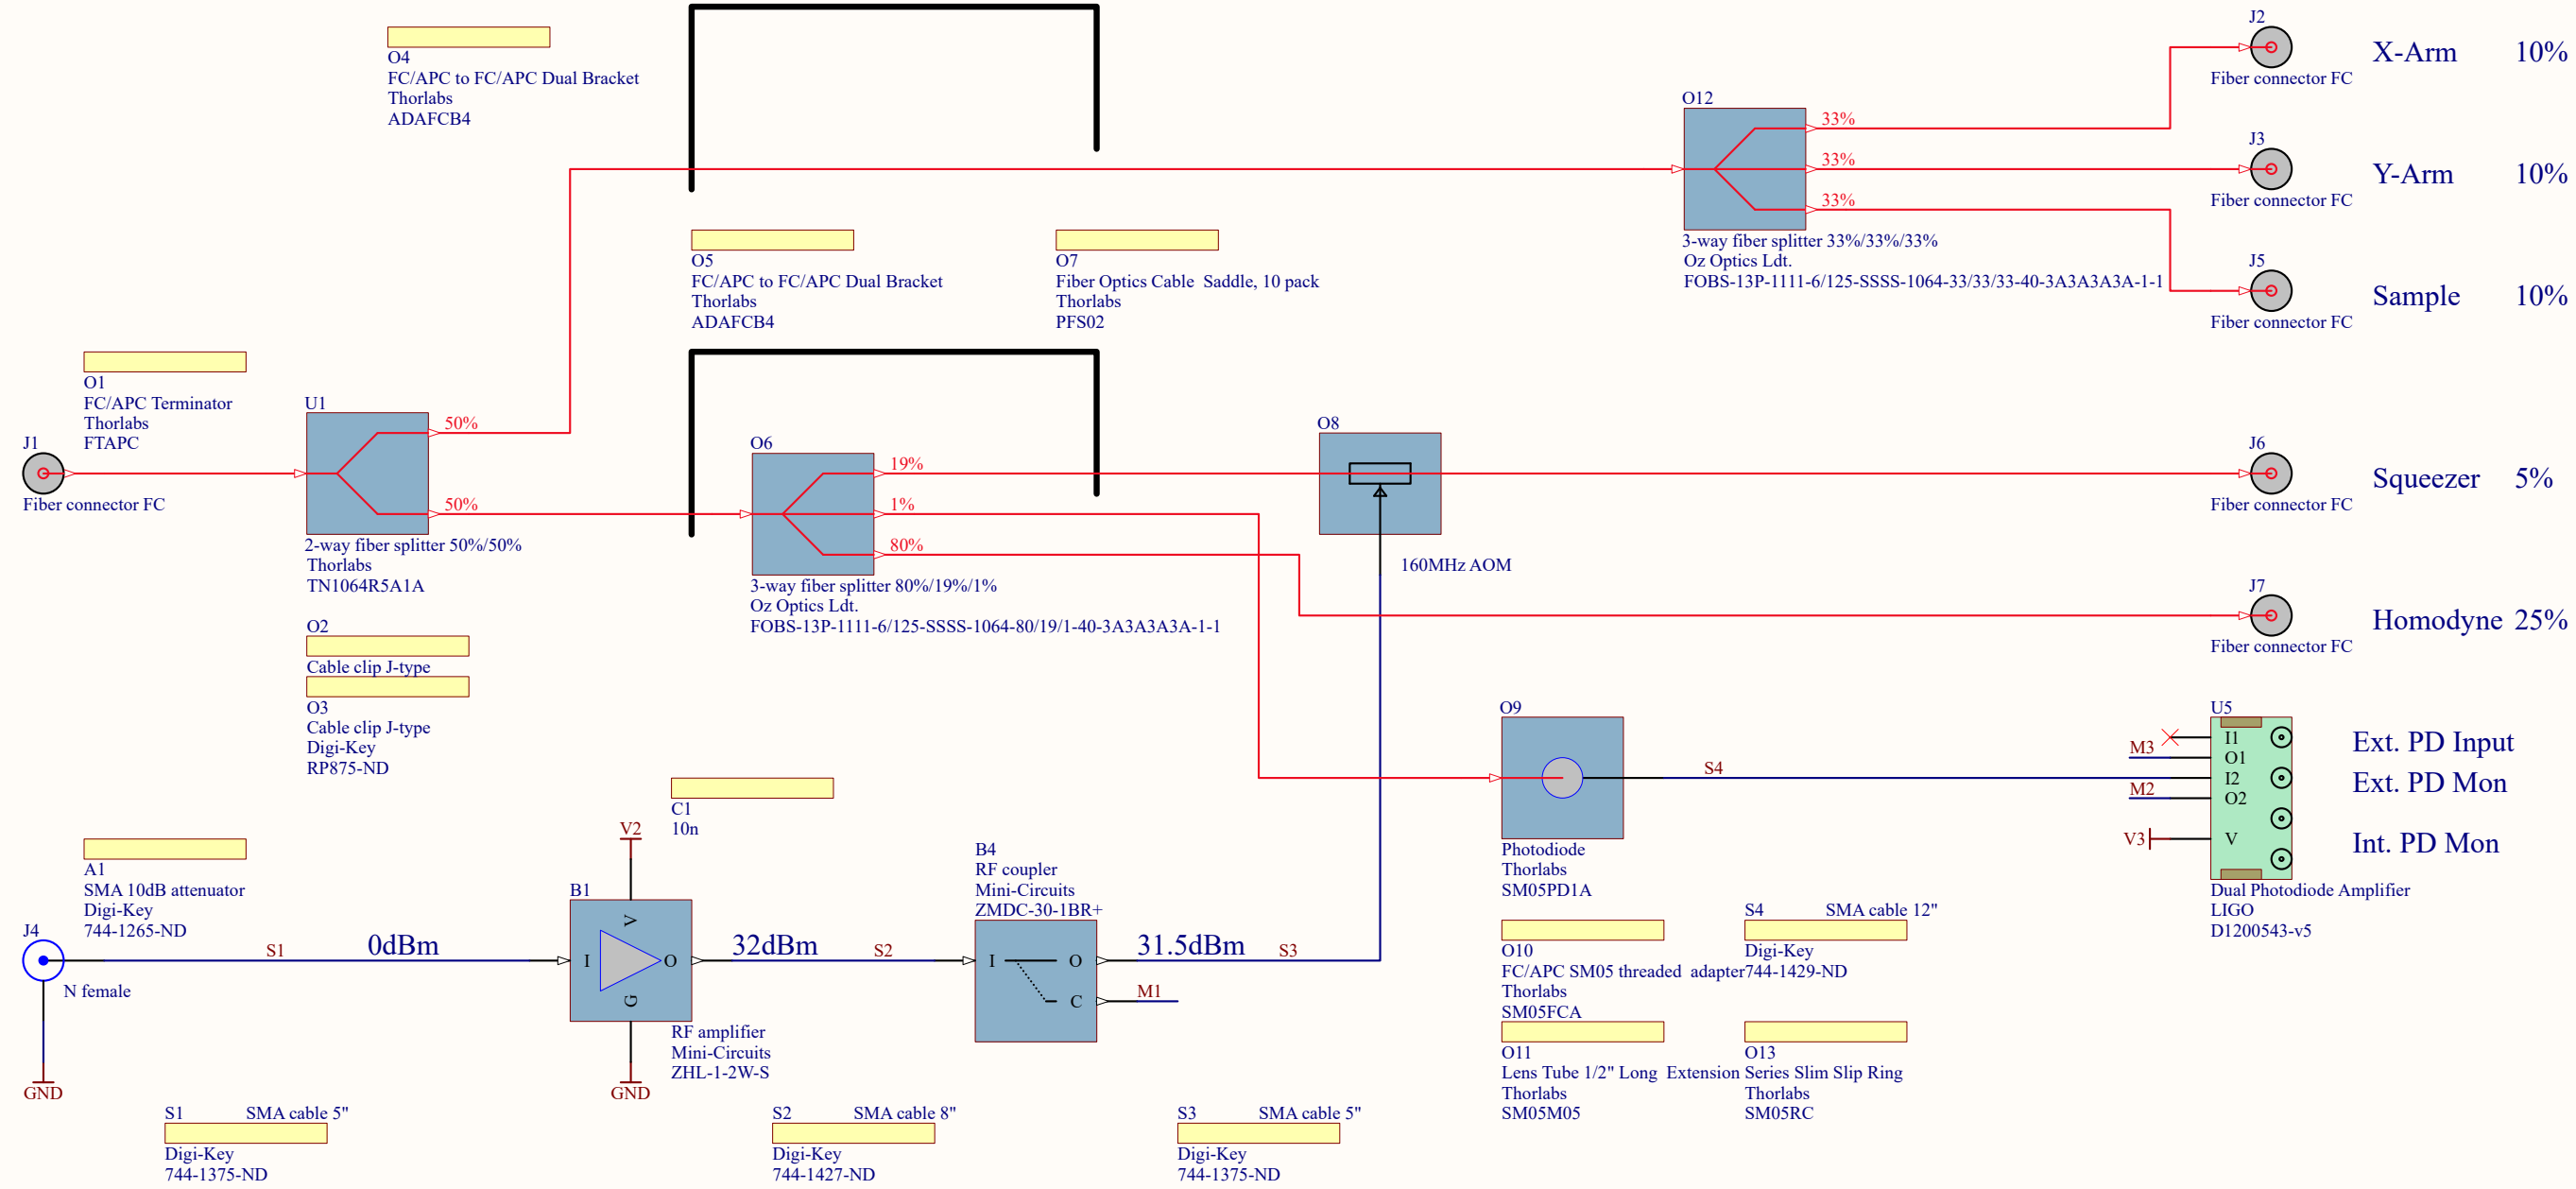 O4
FC/APC to FC/APC Dual Bracket
Thorlabs
ADAFCB4
J2
Fiber connector FC
X-Arm 10%
O12
33%
33%
33%
3-way fiber splitter 33%/33%/33%
Oz Optics Ldt.
FOBS-13P-1111-6/125-SSSS-1064-33/33/33-40-3A3A3A3A-1-1
J3
Fiber connector FC
Y-Arm 10%
J5
Fiber connector FC
Sample 10%
O5
FC/APC to FC/APC Dual Bracket
Thorlabs
ADAFCB4
O7
Fiber Optics Cable Saddle, 10 pack
Thorlabs
PFS02
O1
FC/APC Terminator
Thorlabs
FTAPC
J1
Fiber connector FC
U1
50%
50%
2-way fiber splitter 50%/50%
Thorlabs
TN1064R5A1A
O6
19%
1%
80%
3-way fiber splitter 80%/19%/1%
Oz Optics Ldt.
FOBS-13P-1111-6/125-SSSS-1064-80/19/1-40-3A3A3A3A-1-1
O8
160MHz AOM
J6
Fiber connector FC
Squeezer 5%
J7
Fiber connector FC
Homodyne 25%
O2
Cable clip J-type
O3
Cable clip J-type
Digi-Key
RP875-ND
O9
Photodiode
Thorlabs
SM05PD1A
S4
U5
I1
O1
I2
O2
V
M3
M2
V3
Dual Photodiode Amplifier
LIGO
D1200543-v5
Ext. PD Input
Ext. PD Mon
Int. PD Mon
C1
10n
A1
SMA 10dB attenuator
Digi-Key
744-1265-ND
J4
N female
GND
S1
0dBm
V2
B1
I
V
O
G
GND
RF amplifier
Mini-Circuits
ZHL-1-2W-S
32dBm
S2
B4
RF coupler
Mini-Circuits
ZMDC-30-1BR+
I
O
C
31.5dBm
S3
M1
O10
FC/APC SM05 threaded adapter
Thorlabs
SM05FCA
S4 SMA cable 12"
Digi-Key
744-1429-ND
O11
Lens Tube 1/2" Long Extension
Thorlabs
SM05M05
O13
Series Slim Slip Ring
Thorlabs
SM05RC
S1 SMA cable 5"
Digi-Key
744-1375-ND
S2 SMA cable 8"
Digi-Key
744-1427-ND
S3 SMA cable 5"
Digi-Key
744-1375-ND